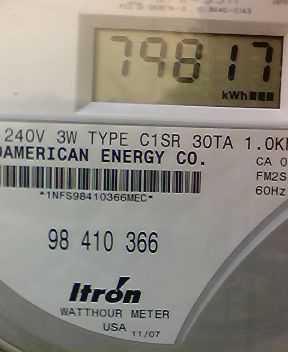 79817
kWh
240V 3W TYPE C1SR 30TA 1.0K
AMERICAN ENERGY CO.
CA 0
FM2S
60Hz
*1NFS98410366MEC*
98 410 366
Itron
WATTHOUR METER
USA 11/07